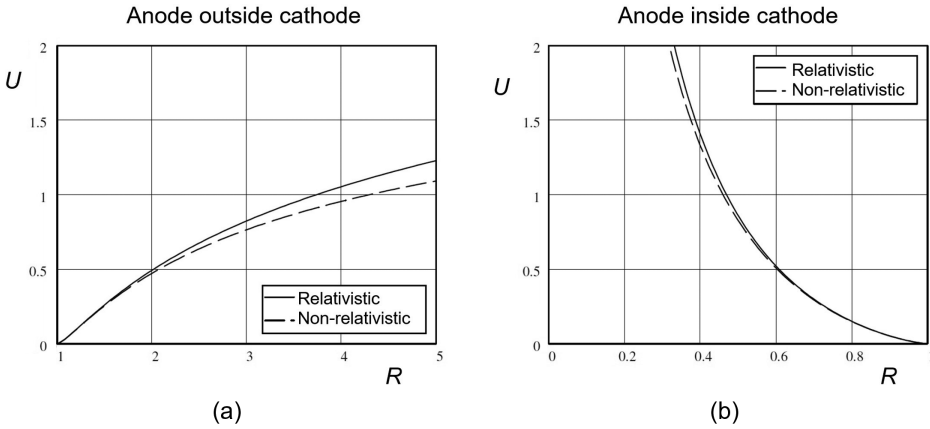 Anode outside cathode
2
U
1.5
1
0.5
0
1 2 3 4 5
R
Relativistic
Non-relativistic
(a)
Anode inside cathode
2
U
1.5
1
0.5
0
0 0.2 0.4 0.6 0.8
R
Relativistic
Non-relativistic
(b)